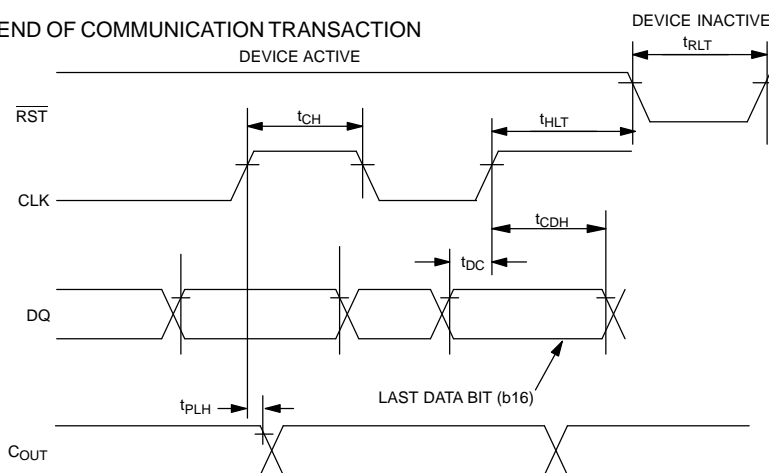 END OF COMMUNICATION TRANSACTION
DEVICE INACTIVE
DEVICE ACTIVE
tRLT
RST
tCH
tHLT
CLK
tCDH
tDC
DQ
LAST DATA BIT (b16)
tPLH
COUT